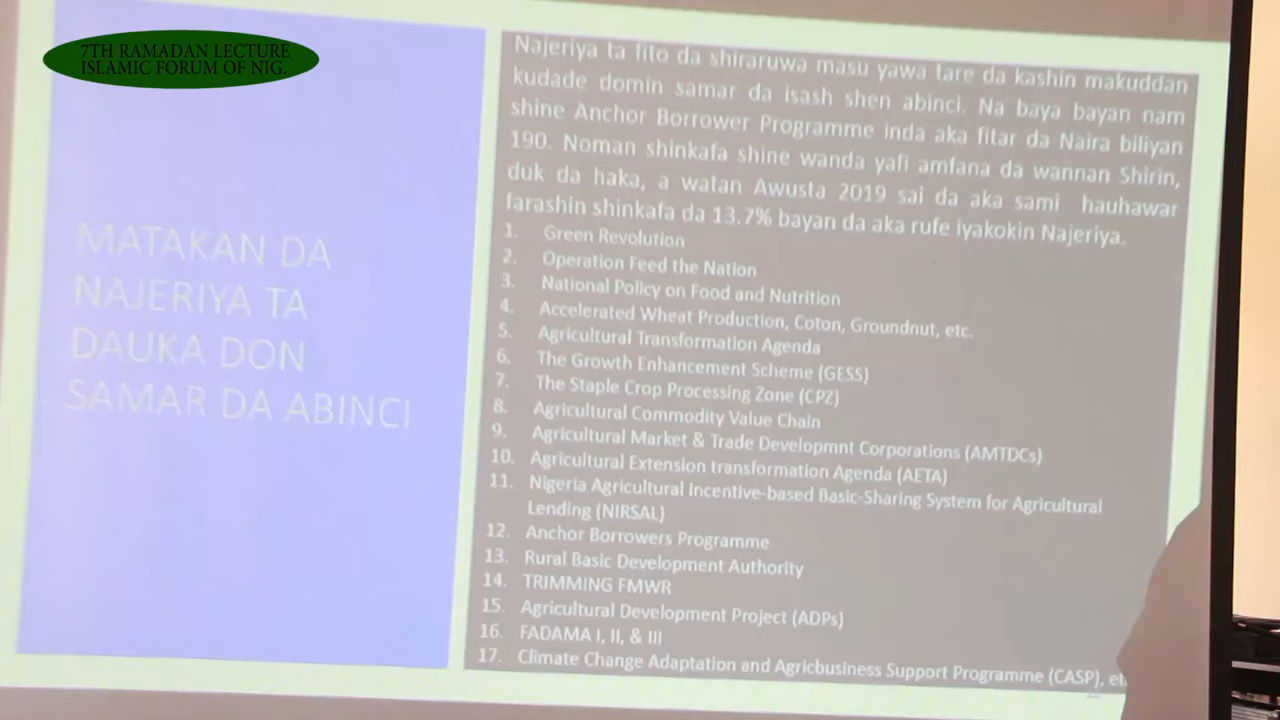 7TH RAMADAN LECTURE
ISLAMIC FORUM OF NIG.
MATAKAN DA
NAJERIYA TA
DAUKA DON
SAMAR DA ABINCI
Najeriya ta fito da shiraruwa masu yawa tare da kashin makuddan
kudade domin samar da isash shen abinci. Na baya bayan nam
shine Anchor Borrower Programme inda aka fitar da Naira biliyan
190. Noman shinkafa shine wanda yafi amfana da wannan Shirin,
duk da haka, a watan Awusta 2019 sai da aka sami hauhawar
farashin shinkafa da 13.7% bayan da aka rufe iyakokin Najeriya.
1. Green Revolution
2. Operation Feed the Nation
3. National Policy on Food and Nutrition
4. Accelerated Wheat Production, Coton, Groundnut, etc.
5. Agricultural Transformation Agenda
6. The Growth Enhancement Scheme (GESS)
7. The Staple Crop Processing Zone (CPZ)
8. Agricultural Commodity Value Chain
9. Agricultural Market & Trade Developmnt Corporations (AMTDCs)
10. Agricultural Extension transformation Agenda (AETA)
11. Nigeria Agricultural Incentive-based Basic-Sharing System for Agricultural
Lending (NIRSAL)
12. Anchor Borrowers Programme
13. Rural Basic Development Authority
14. TRIMMING FMWR
15. Agricultural Development Project (ADPs)
16. FADAMA I, II, & III
17. Climate Change Adaptation and Agricbusiness Support Programme (CASP),